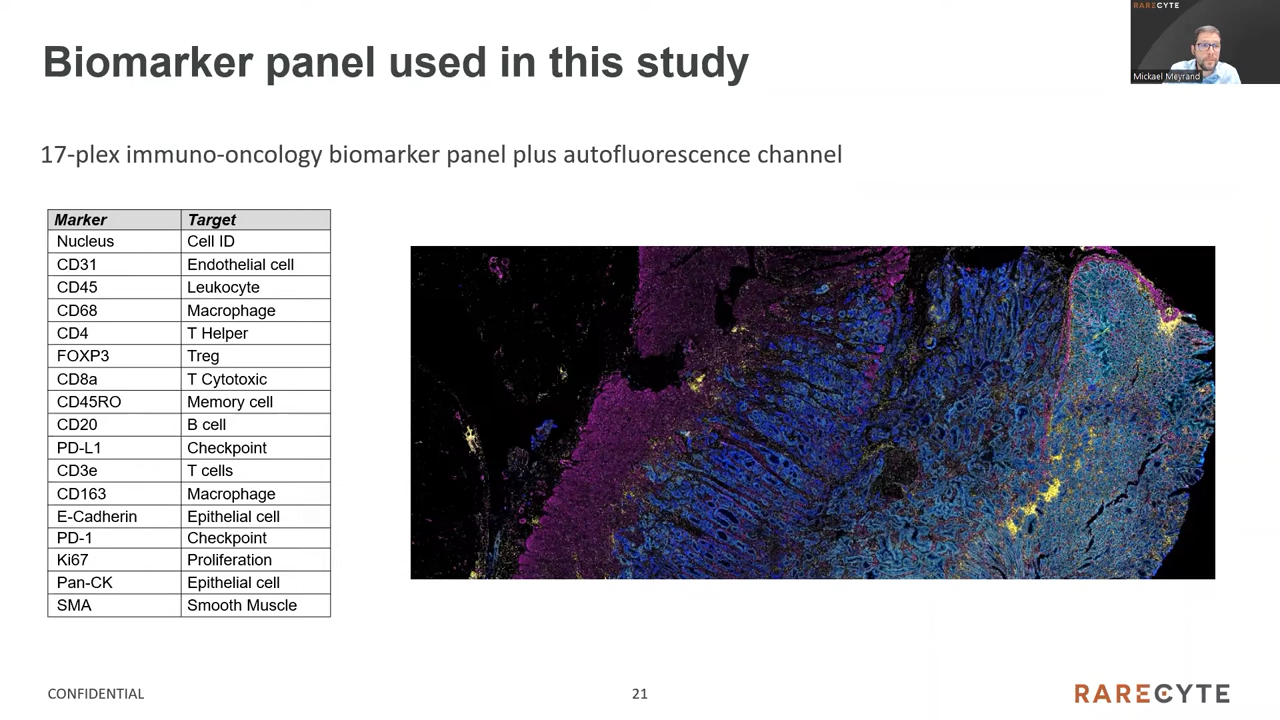 RARECYTE
Mickael Meyrand
Biomarker panel used in this study
17-plex immuno-oncology biomarker panel plus autofluorescence channel
Marker Target
Nucleus Cell ID
CD31 Endothelial cell
CD45 Leukocyte
CD68 Macrophage
CD4 T Helper
FOXP3 Treg
CD8a T Cytotoxic
CD45RO Memory cell
CD20 B cell
PD-L1 Checkpoint
CD3e T cells
CD163 Macrophage
E-Cadherin Epithelial cell
PD-1 Checkpoint
Ki67 Proliferation
Pan-CK Epithelial cell
SMA Smooth Muscle
CONFIDENTIAL
21
RARECYTE